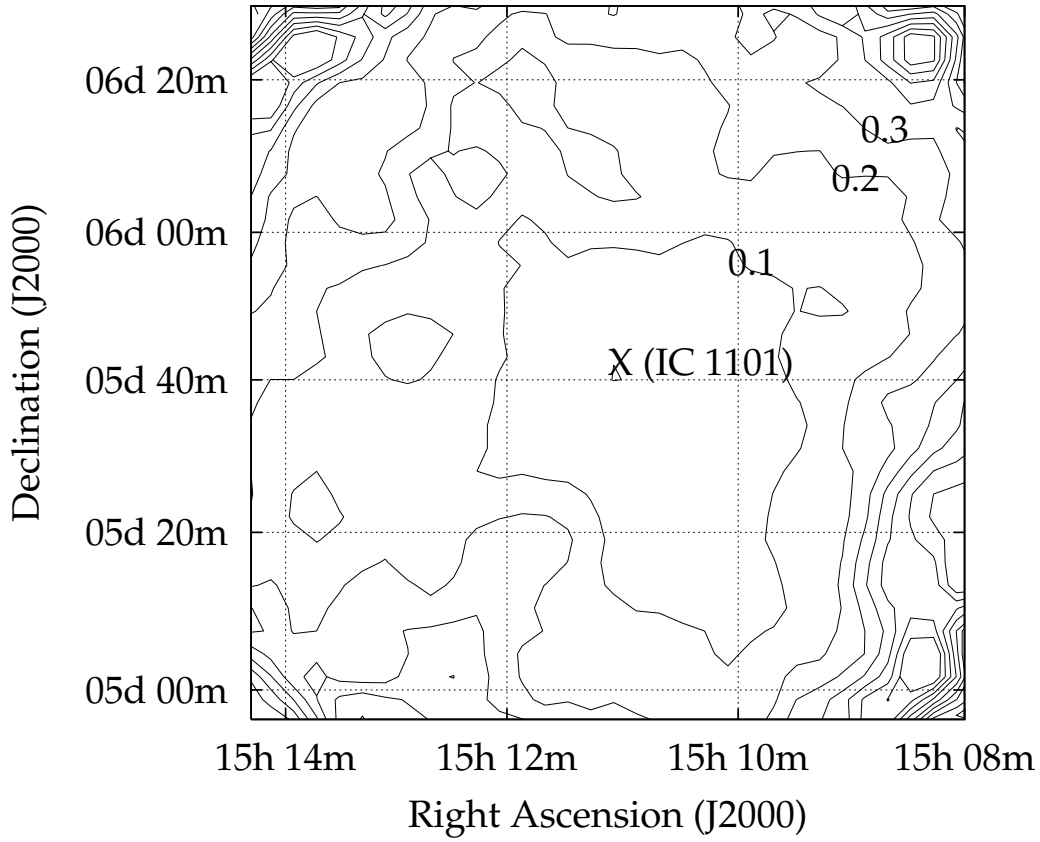 06d 20m
0.3
0.2
06d 00m
0.1
X (IC 1101)
05d 40m
05d 20m
05d 00m
Declination (J2000)
15h 14m 15h 12m 15h 10m 15h 08m
Right Ascension (J2000)